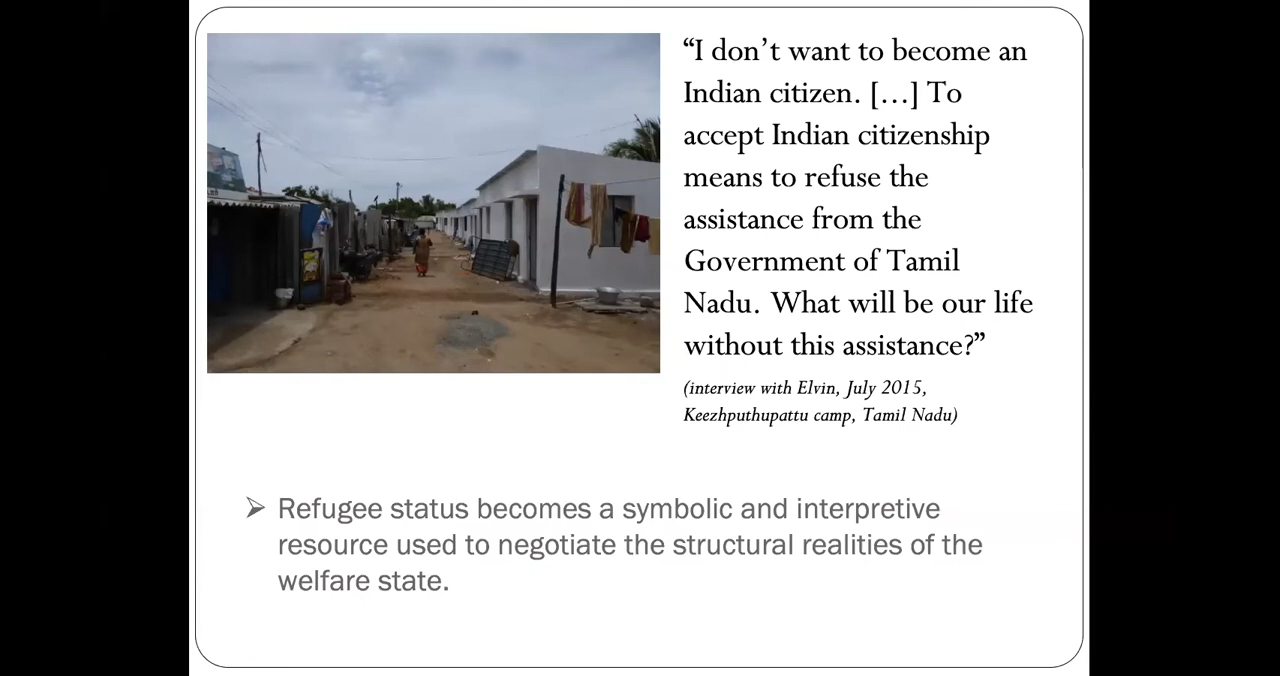 “I don’t want to become an
Indian citizen. […] To
accept Indian citizenship
means to refuse the
assistance from the
Government of Tamil
Nadu. What will be our life
without this assistance?”
(interview with Elvin, July 2015,
Keezhputhupattu camp, Tamil Nadu)
Refugee status becomes a symbolic and interpretive
resource used to negotiate the structural realities of the
welfare state.